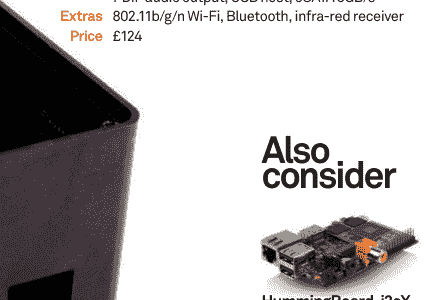 Extras 802.11b/g/n Wi-Fi, Bluetooth, infra-red receiver
Price £124
Also
consider